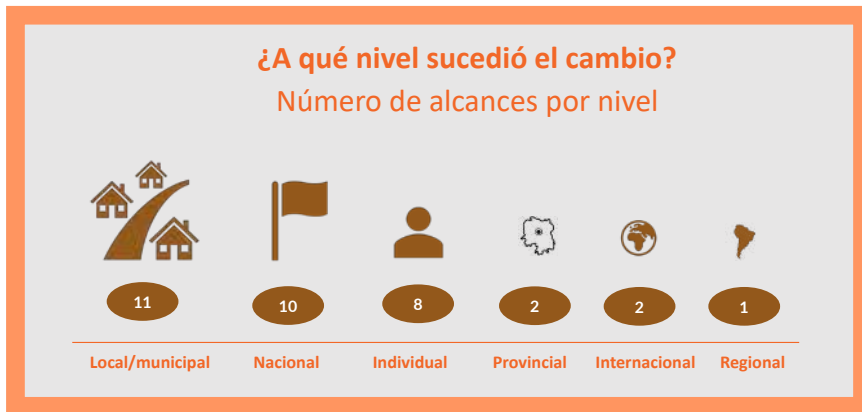 ¿A qué nivel sucedió el cambio?
Número de alcances por nivel
11 10 8 2 2 1
Local/municipal Nacional Individual Provincial Internacional Regional